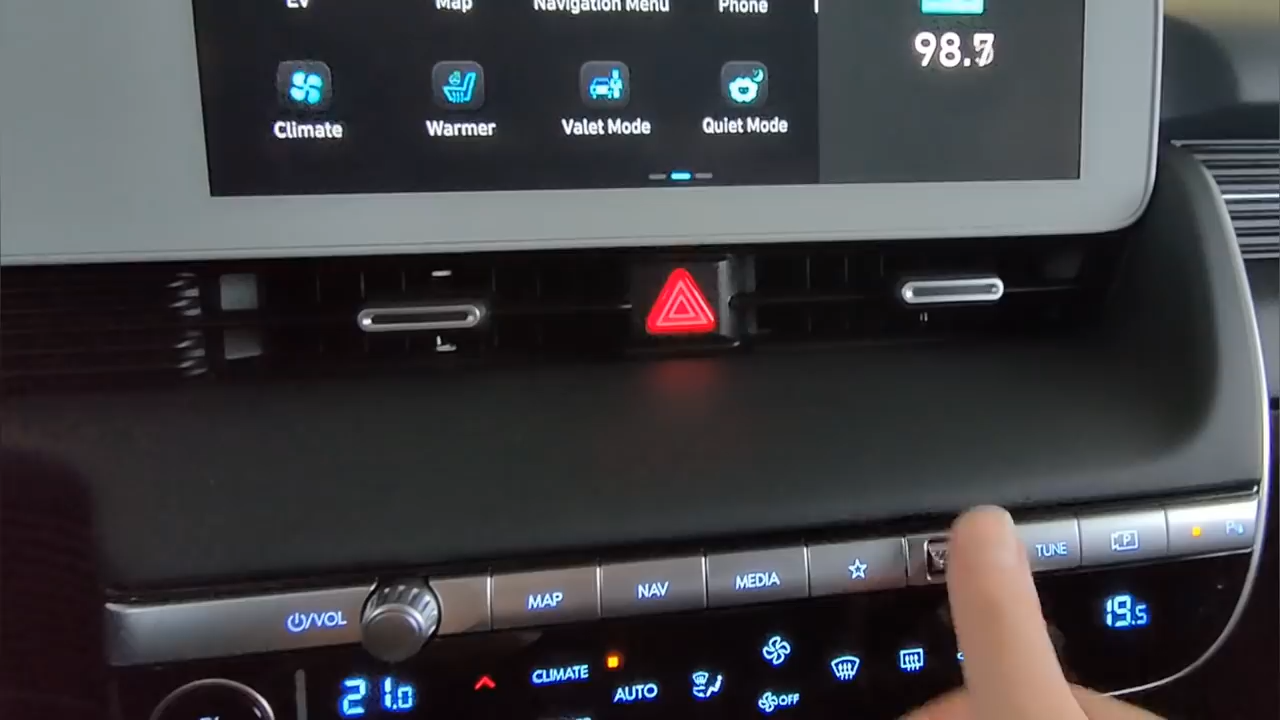 EV Map Navigation Menu Phone
98.7
Climate Warmer Valet Mode Quiet Mode
⏻/VOL MAP NAV MEDIA ☆ TUNE P
21.0 CLIMATE 19.5
AUTO OFF